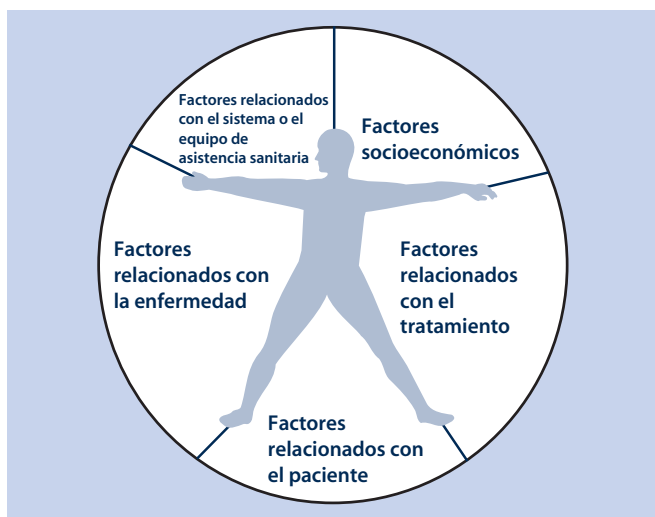 Factores relacionados
con el sistema o el
equipo de
asistencia sanitaria
Factores
socioeconómicos
Factores
relacionados con
la enfermedad
Factores
relacionados
con el
tratamiento
Factores
relacionados con
el paciente